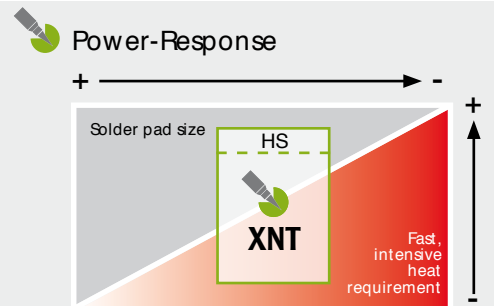 Power-Response
+ -
Solder pad size
HS
+
XNT
Fast,
intensive
heat
requirement
-